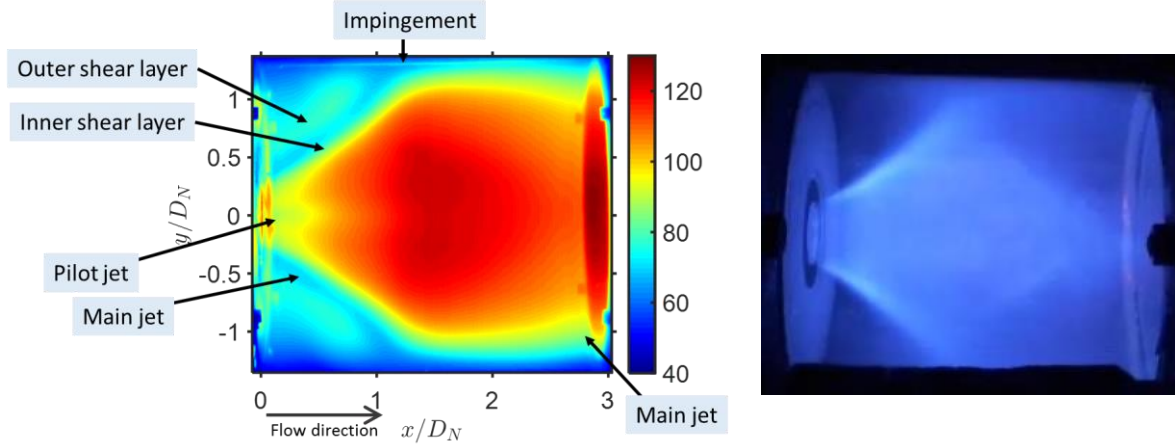 Impingement
Outer shear layer
Inner shear layer
Pilot jet
Main jet
Main jet
y/D_N
1
0.5
0
-0.5
-1
0
1
2
3
Flow direction
x/D_N
120
100
80
60
40